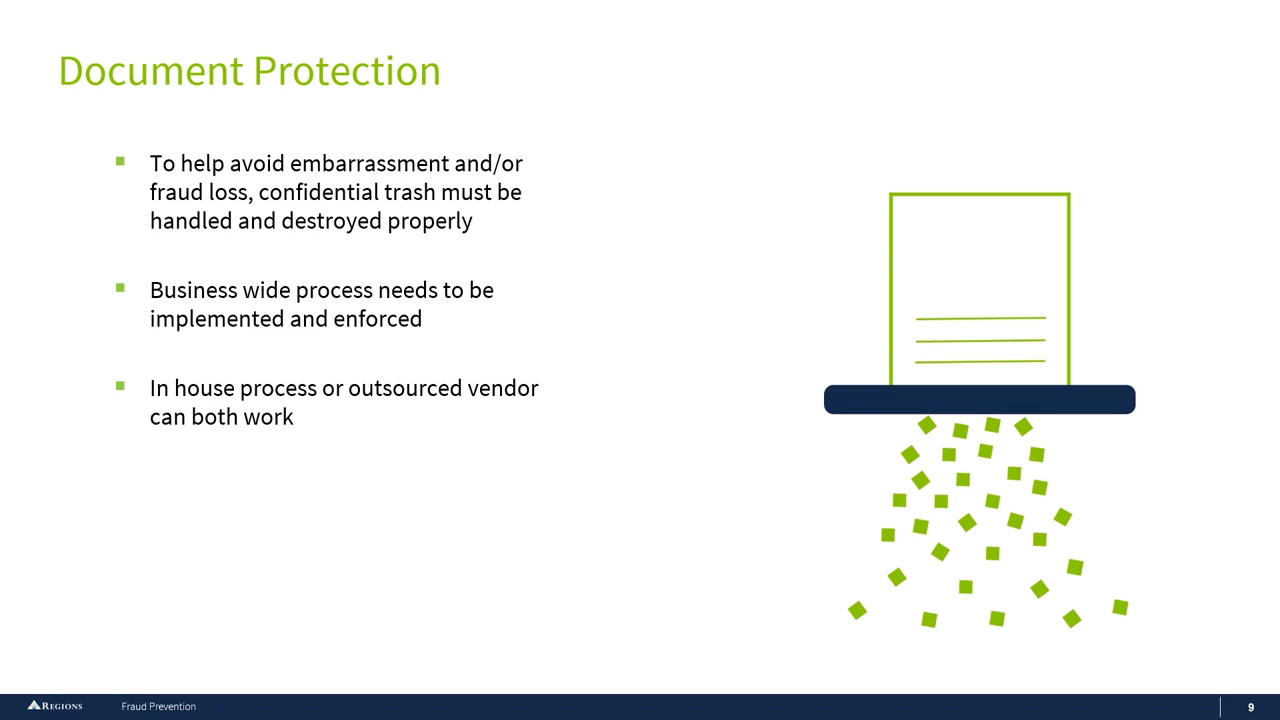 Document Protection
To help avoid embarrassment and/or
fraud loss, confidential trash must be
handled and destroyed properly
Business wide process needs to be
implemented and enforced
In house process or outsourced vendor
can both work
REGIONS
Fraud Prevention
9